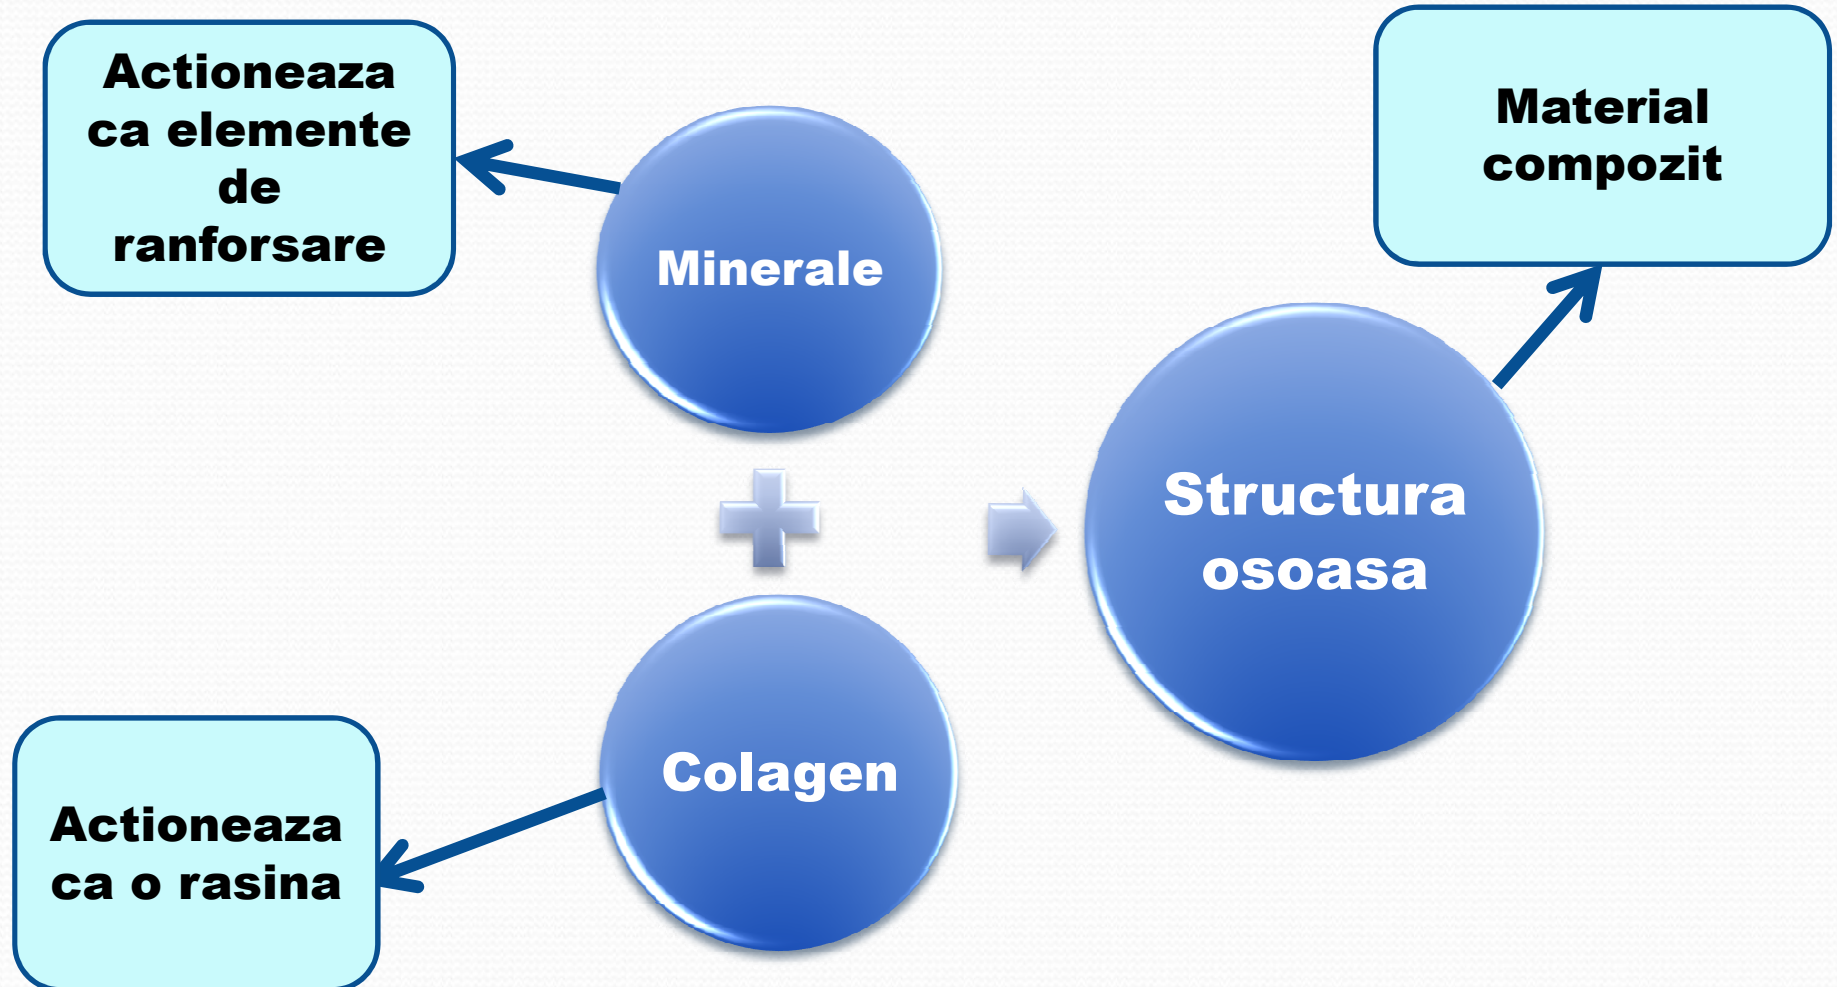 Actioneaza
ca elemente
de
ranforsare
Minerale
Material
compozit
Structura
osoasa
Colagen
Actioneaza
ca o rasina